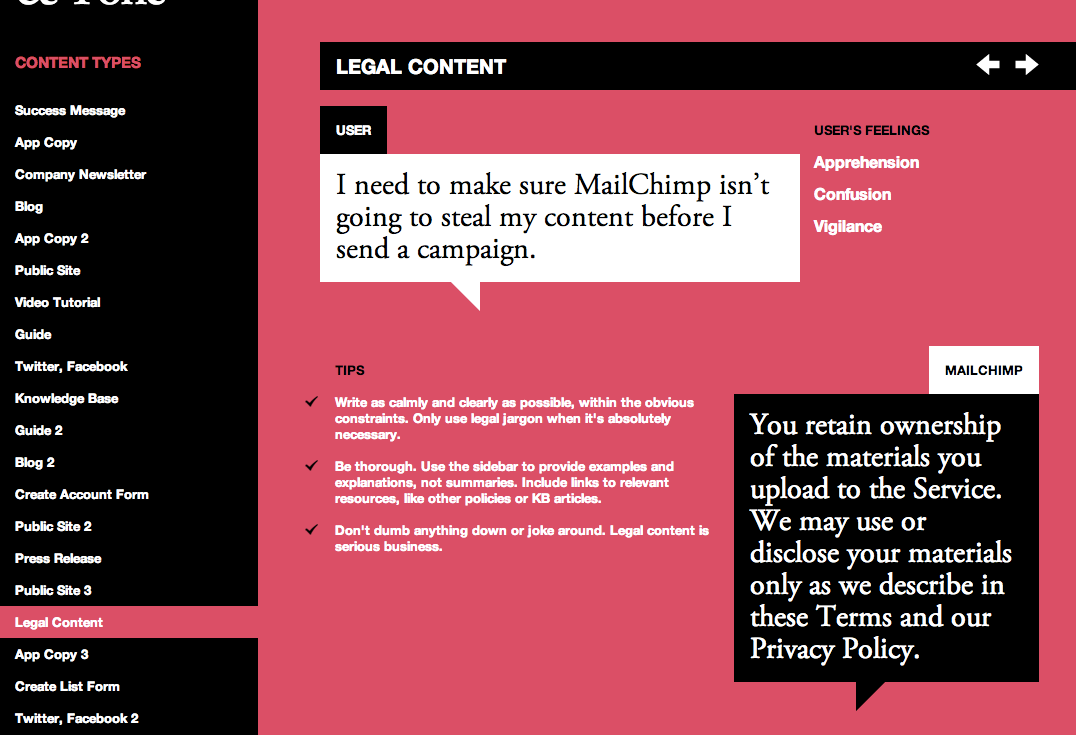 & Tone
CONTENT TYPES
Success Message
App Copy
Company Newsletter
Blog
App Copy 2
Public Site
Video Tutorial
Guide
Twitter, Facebook
Knowledge Base
Guide 2
Blog 2
Create Account Form
Public Site 2
Press Release
Public Site 3
Legal Content
App Copy 3
Create List Form
Twitter, Facebook 2
LEGAL CONTENT
USER
I need to make sure MailChimp isn’t
going to steal my content before I
send a campaign.
USER'S FEELINGS
Apprehension
Confusion
Vigilance
TIPS
Write as calmly and clearly as possible, within the obvious
constraints. Only use legal jargon when it's absolutely
necessary.
Be thorough. Use the sidebar to provide examples and
explanations, not summaries. Include links to relevant
resources, like other policies or KB articles.
Don't dumb anything down or joke around. Legal content is
serious business.
MAILCHIMP
You retain ownership
of the materials you
upload to the Service.
We may use or
disclose your materials
only as we describe in
these Terms and our
Privacy Policy.